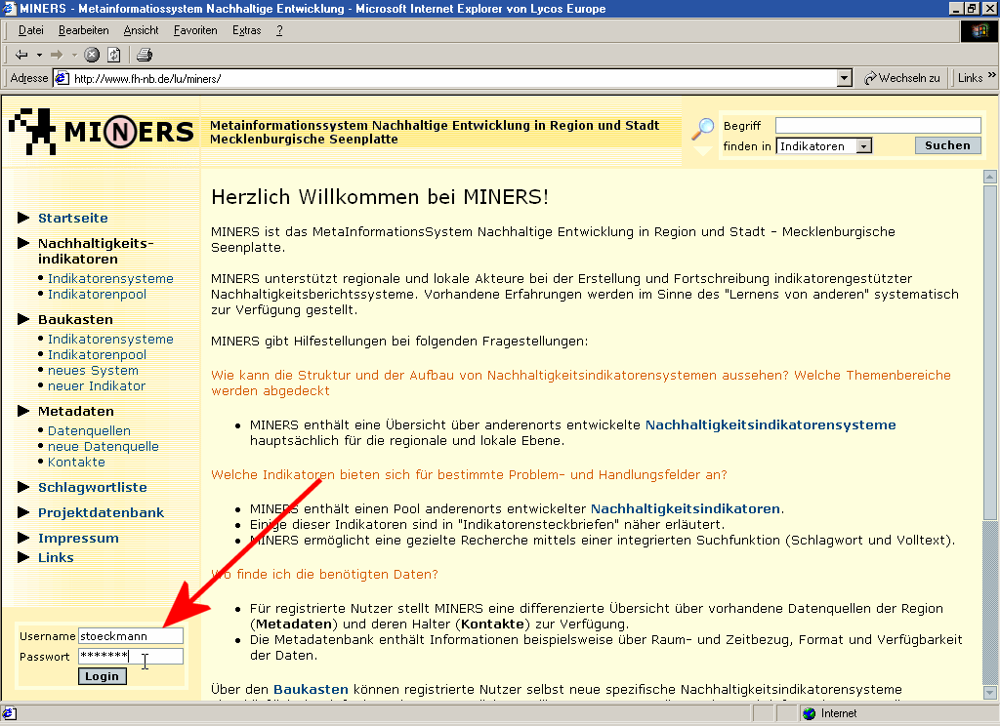 MINERS - Metainformatiossystem Nachhaltige Entwicklung - Microsoft Internet Explorer von Lycos Europe
Datei Bearbeiten Ansicht Favoriten Extras ?
Adresse http://www.fh-nb.de/lu/miners/ Wechseln zu Links »
MINERS
Metainformationssystem Nachhaltige Entwicklung in Region und Stadt
Mecklenburgische Seenplatte
Begriff
finden in Indikatoren Suchen
Startseite
Nachhaltigkeits-
indikatoren
Indikatorensysteme
Indikatorenpool
Baukasten
Indikatorensysteme
Indikatorenpool
neues System
neuer Indikator
Metadaten
Datenquellen
neue Datenquelle
Kontakte
Schlagwortliste
Projektdatenbank
Impressum
Links
Username stoeckmann
Passwort *******
Login
Herzlich Willkommen bei MINERS!
MINERS ist das MetaInformationsSystem Nachhaltige Entwicklung in Region und Stadt - Mecklenburgische
Seenplatte.
MINERS unterstützt regionale und lokale Akteure bei der Erstellung und Fortschreibung indikatorengestützter
Nachhaltigkeitsberichtssysteme. Vorhandene Erfahrungen werden im Sinne des "Lernens von anderen" systematisch
zur Verfügung gestellt.
MINERS gibt Hilfestellungen bei folgenden Fragestellungen:
Wie kann die Struktur und der Aufbau von Nachhaltigkeitsindikatorensystemen aussehen? Welche Themenbereiche
werden abgedeckt
MINERS enthält eine Übersicht über anderenorts entwickelte Nachhaltigkeitsindikatorensysteme
hauptsächlich für die regionale und lokale Ebene.
Welche Indikatoren bieten sich für bestimmte Problem- und Handlungsfelder an?
MINERS enthält einen Pool anderenorts entwickelter Nachhaltigkeitsindikatoren.
Einige dieser Indikatoren sind in "Indikatorensteckbriefen" näher erläutert.
MINERS ermöglicht eine gezielte Recherche mittels einer integrierten Suchfunktion (Schlagwort und Volltext).
Wo finde ich die benötigten Daten?
Für registrierte Nutzer stellt MINERS eine differenzierte Übersicht über vorhandene Datenquellen der Region
(Metadaten) und deren Halter (Kontakte) zur Verfügung.
Die Metadatenbank enthält Informationen beispielsweise über Raum- und Zeitbezug, Format und Verfügbarkeit
der Daten.
Über den Baukasten können registrierte Nutzer selbst neue spezifische Nachhaltigkeitsindikatorensysteme
Internet